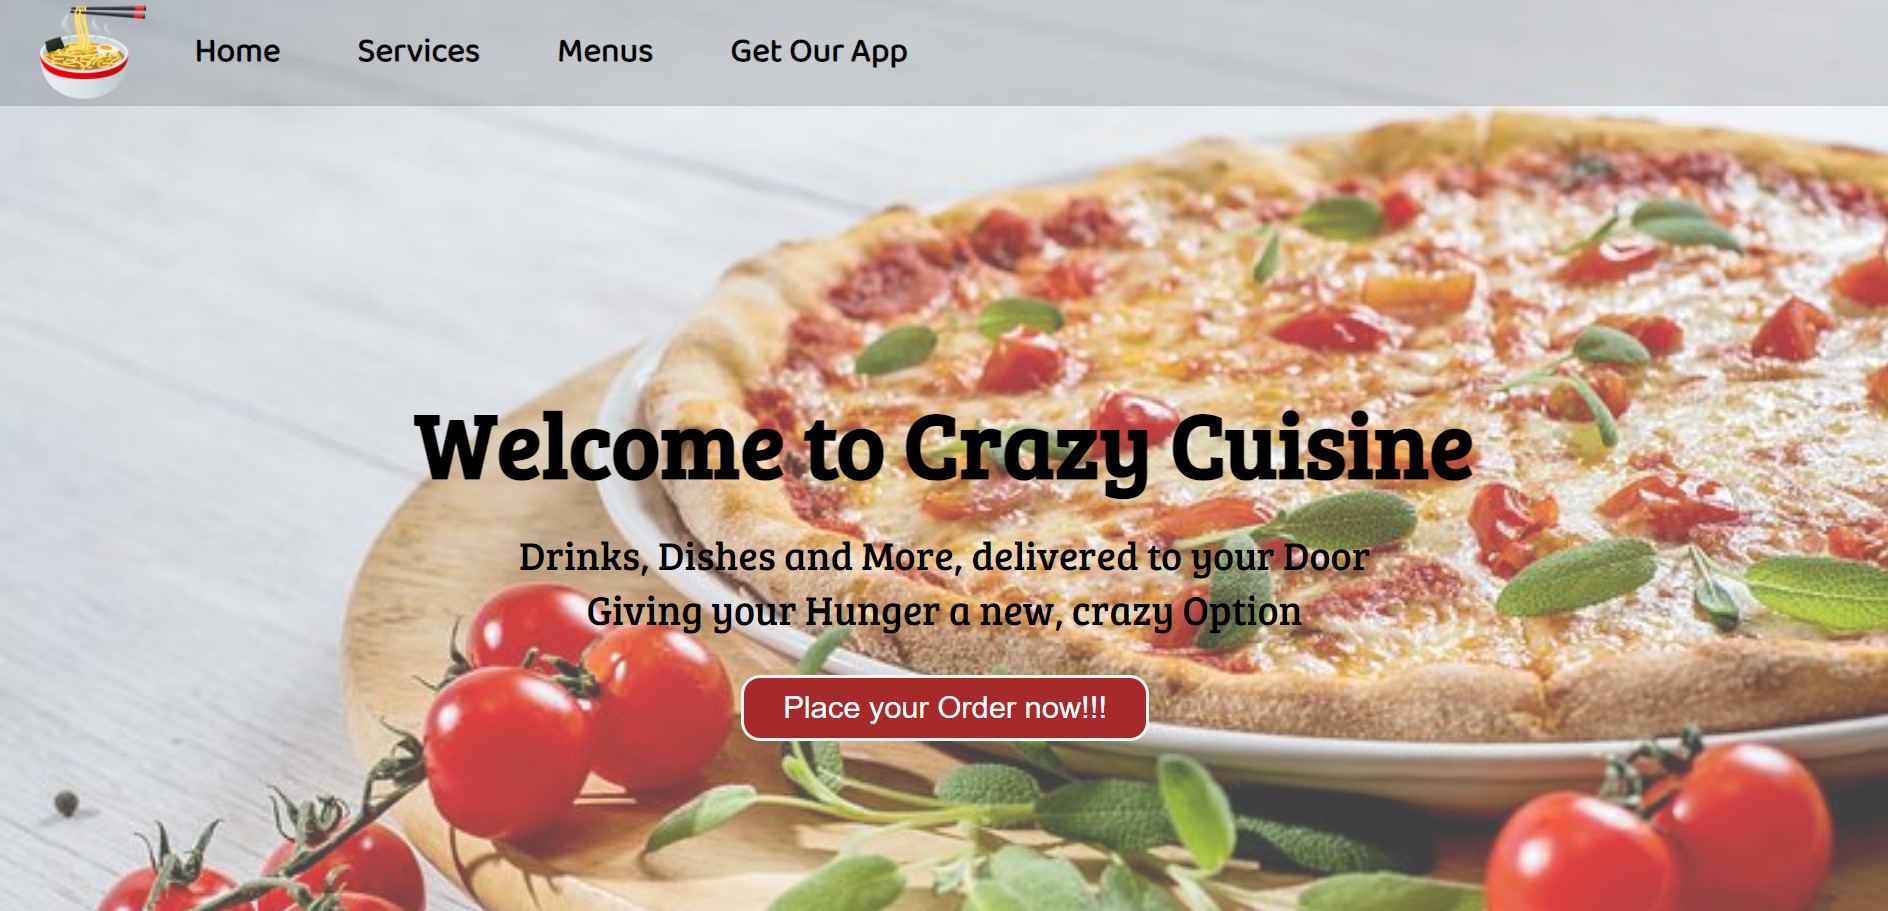 Home Services Menus Get Our App
Welcome to Crazy Cuisine
Drinks, Dishes and More, delivered to your Door
Giving your Hunger a new, crazy Option
Place your Order now!!!